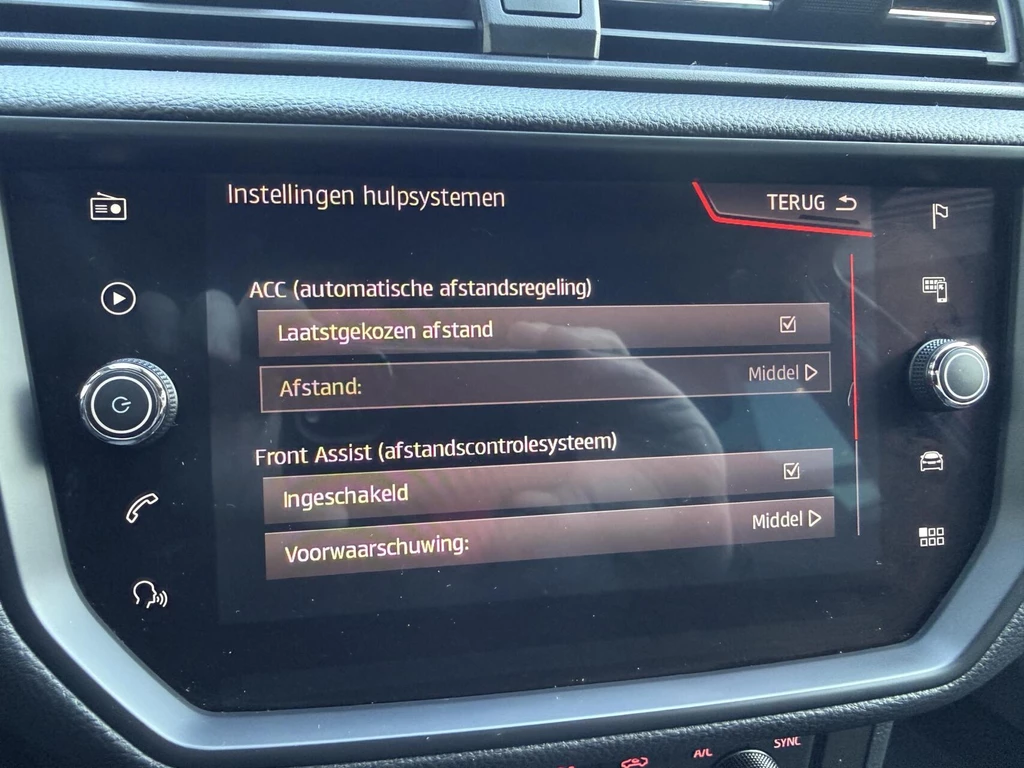 Instellingen hulpsystemen
TERUG
ACC (automatische afstandsregeling)
Laatstgekozen afstand
Afstand: Middel
Front Assist (afstandscontrolesysteem)
Ingeschakeld
Voorwaarschuwing: Middel
A/C
SYNC